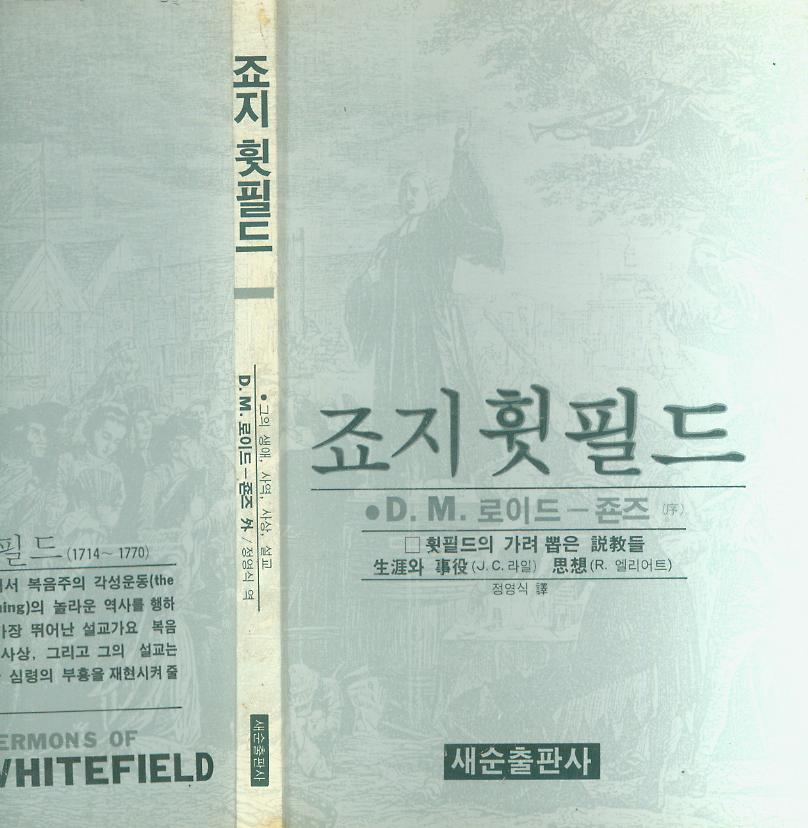 죠지 휫필드
● 그의 생애, 사역, 사상, 설교
D. M. 로이드-죤즈 外 / 정영식 역
새순출판사
죠지 휫필드
●D. M. 로이드-죤즈 (序)
□ 휫필드의 가려 뽑은 説教들
生涯와 事役(J.C.라일) 思想(R. 엘리어트)
정영식 譯
새순출판사
필드(1714~1770)
서 복음주의 각성운동(the
ning)의 놀라운 역사를 행하
가장 뛰어난 설교가요 복음
사상, 그리고 그의 설교는
심령의 부흥을 재현시켜 줄
ERMONS OF
WHITEFIELD